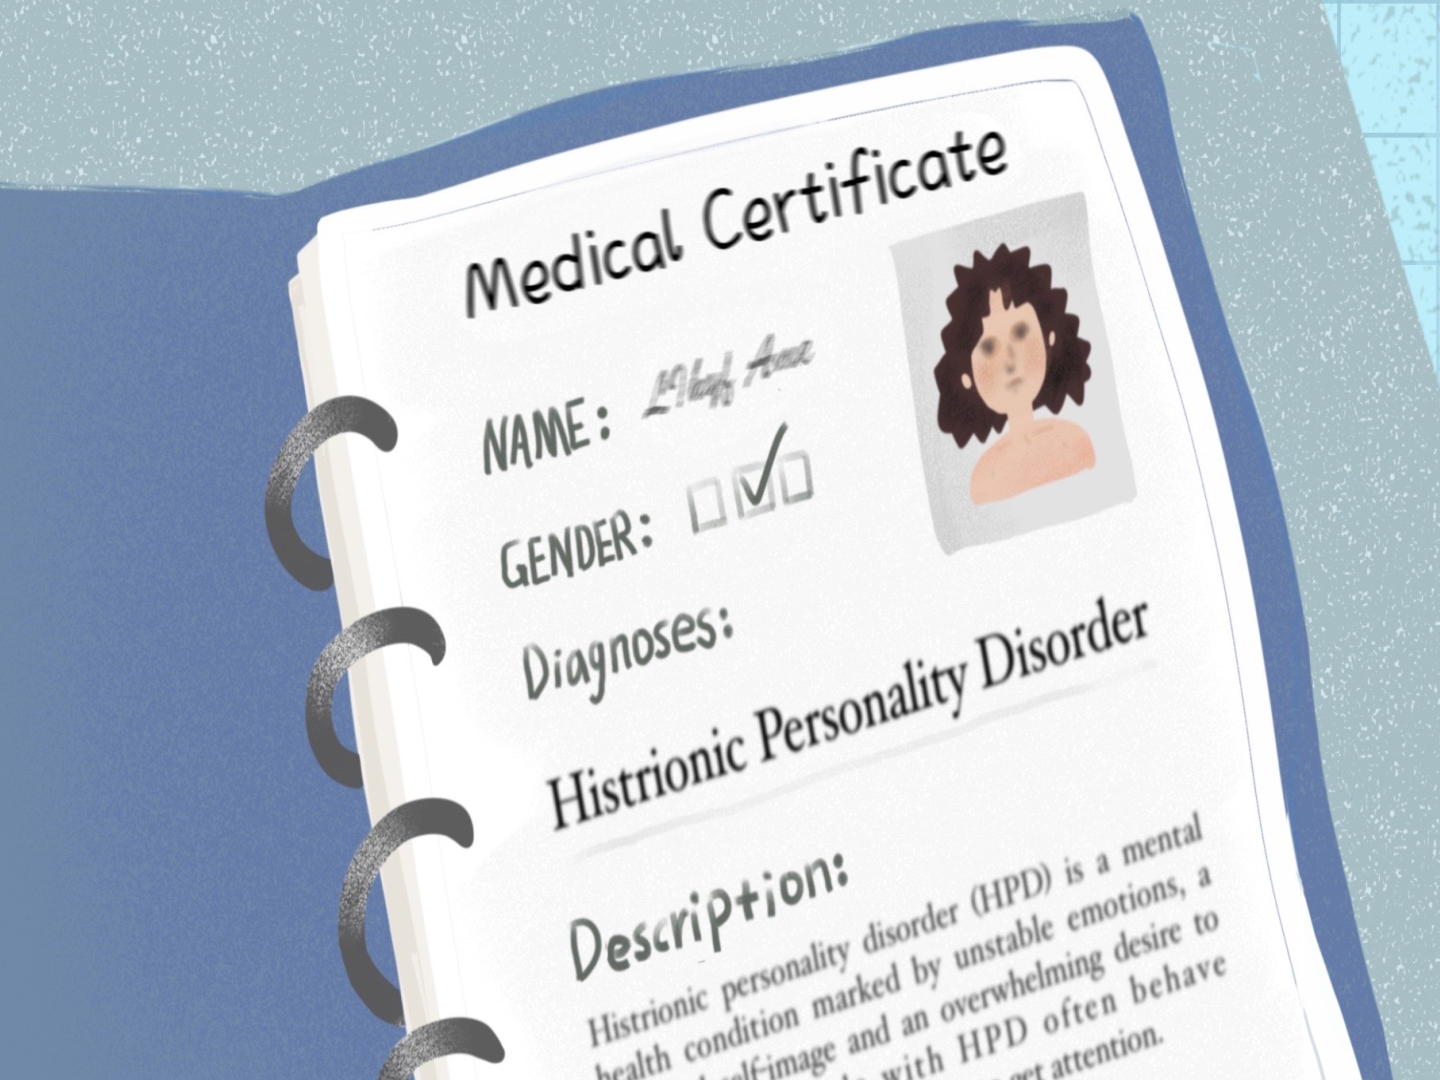 Medical Certificate
NAME:
GENDER:
Diagnoses:
Histrionic Personality Disorder
Description:
Histrionic personality disorder (HPD) is a mental
health condition marked by unstable emotions, a
self-image and an overwhelming desire to
with HPD often behave
get attention.